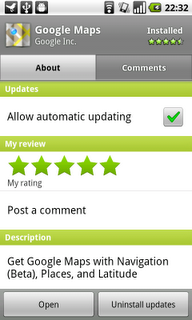 22:32
Google Maps
Google Inc.
Installed
About
Comments
Updates
Allow automatic updating
My review
My rating
Post a comment
Description
Get Google Maps with Navigation
(Beta), Places, and Latitude
Open
Uninstall updates